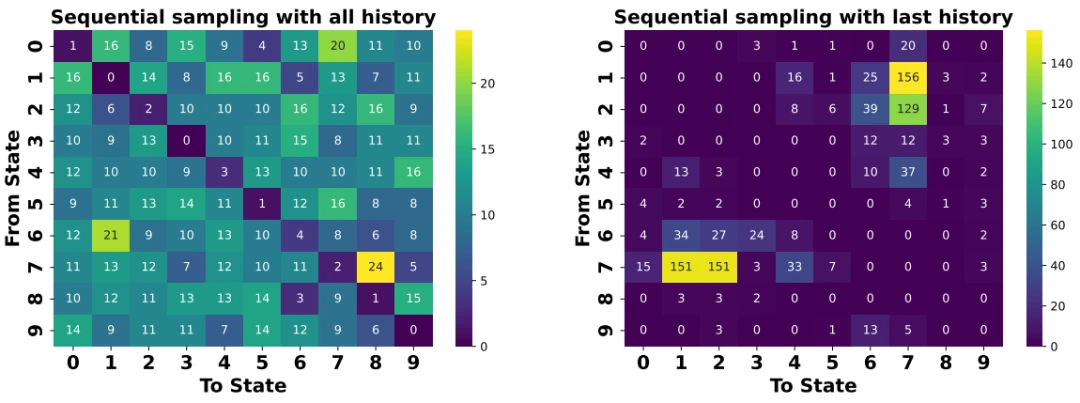 Sequential sampling with all history
From State
0 1 16 8 15 9 4 13 20 11 10
1 16 0 14 8 16 16 5 13 7 11
2 12 6 2 10 10 10 16 12 16 9
3 10 9 13 0 10 11 15 8 11 11
4 12 10 10 9 3 13 10 10 11 16
5 9 11 13 14 11 1 12 16 8 8
6 12 21 9 10 13 10 4 8 6 8
7 11 13 12 7 12 10 11 2 24 5
8 10 12 11 13 13 14 3 9 1 15
9 14 9 11 11 7 14 12 9 6 0
0 1 2 3 4 5 6 7 8 9
To State
20
15
10
5
0
Sequential sampling with last history
From State
0 0 0 0 3 1 1 0 20 0 0
1 0 0 0 0 16 1 25 156 3 2
2 0 0 0 0 8 6 39 129 1 7
3 2 0 0 0 0 0 12 12 3 3
4 0 13 3 0 0 0 10 37 0 2
5 4 2 2 0 0 0 0 4 1 3
6 4 34 27 24 8 0 0 0 0 2
7 15 151 151 3 33 7 0 0 0 3
8 0 3 3 2 0 0 0 0 0 0
9 0 0 3 0 0 1 13 5 0 0
0 1 2 3 4 5 6 7 8 9
To State
140
120
100
80
60
40
20
0